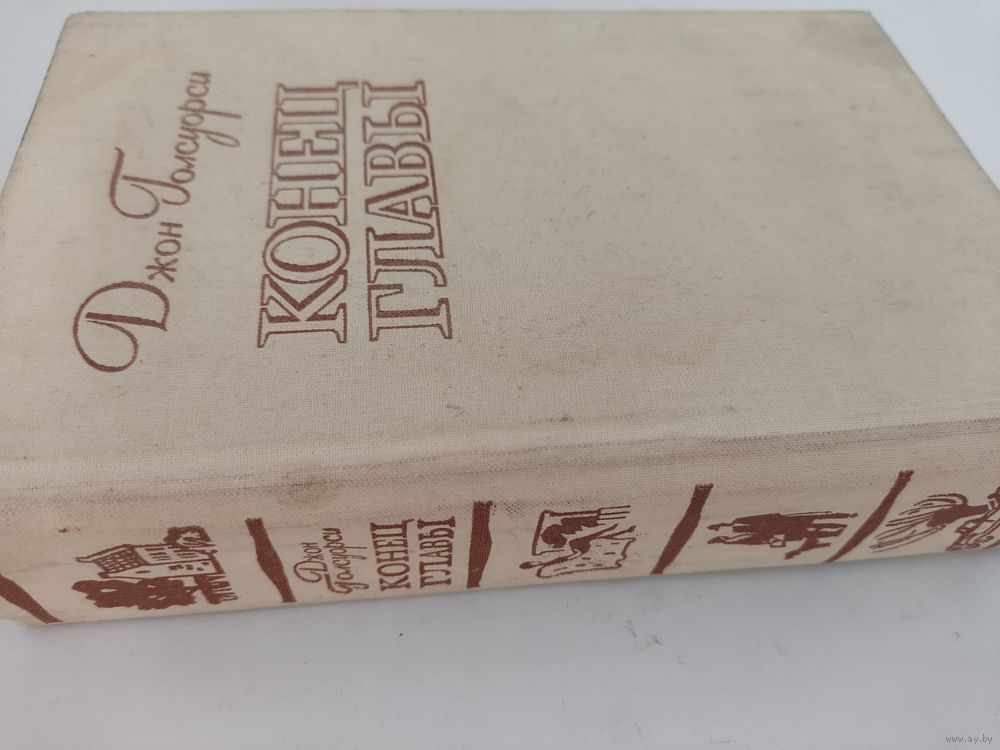 Джон Голсуорси
КОНЕЦ
ГЛАВЫ
Джон
Голсуорси
КОНЕЦ
ГЛАВЫ
www.ay.by